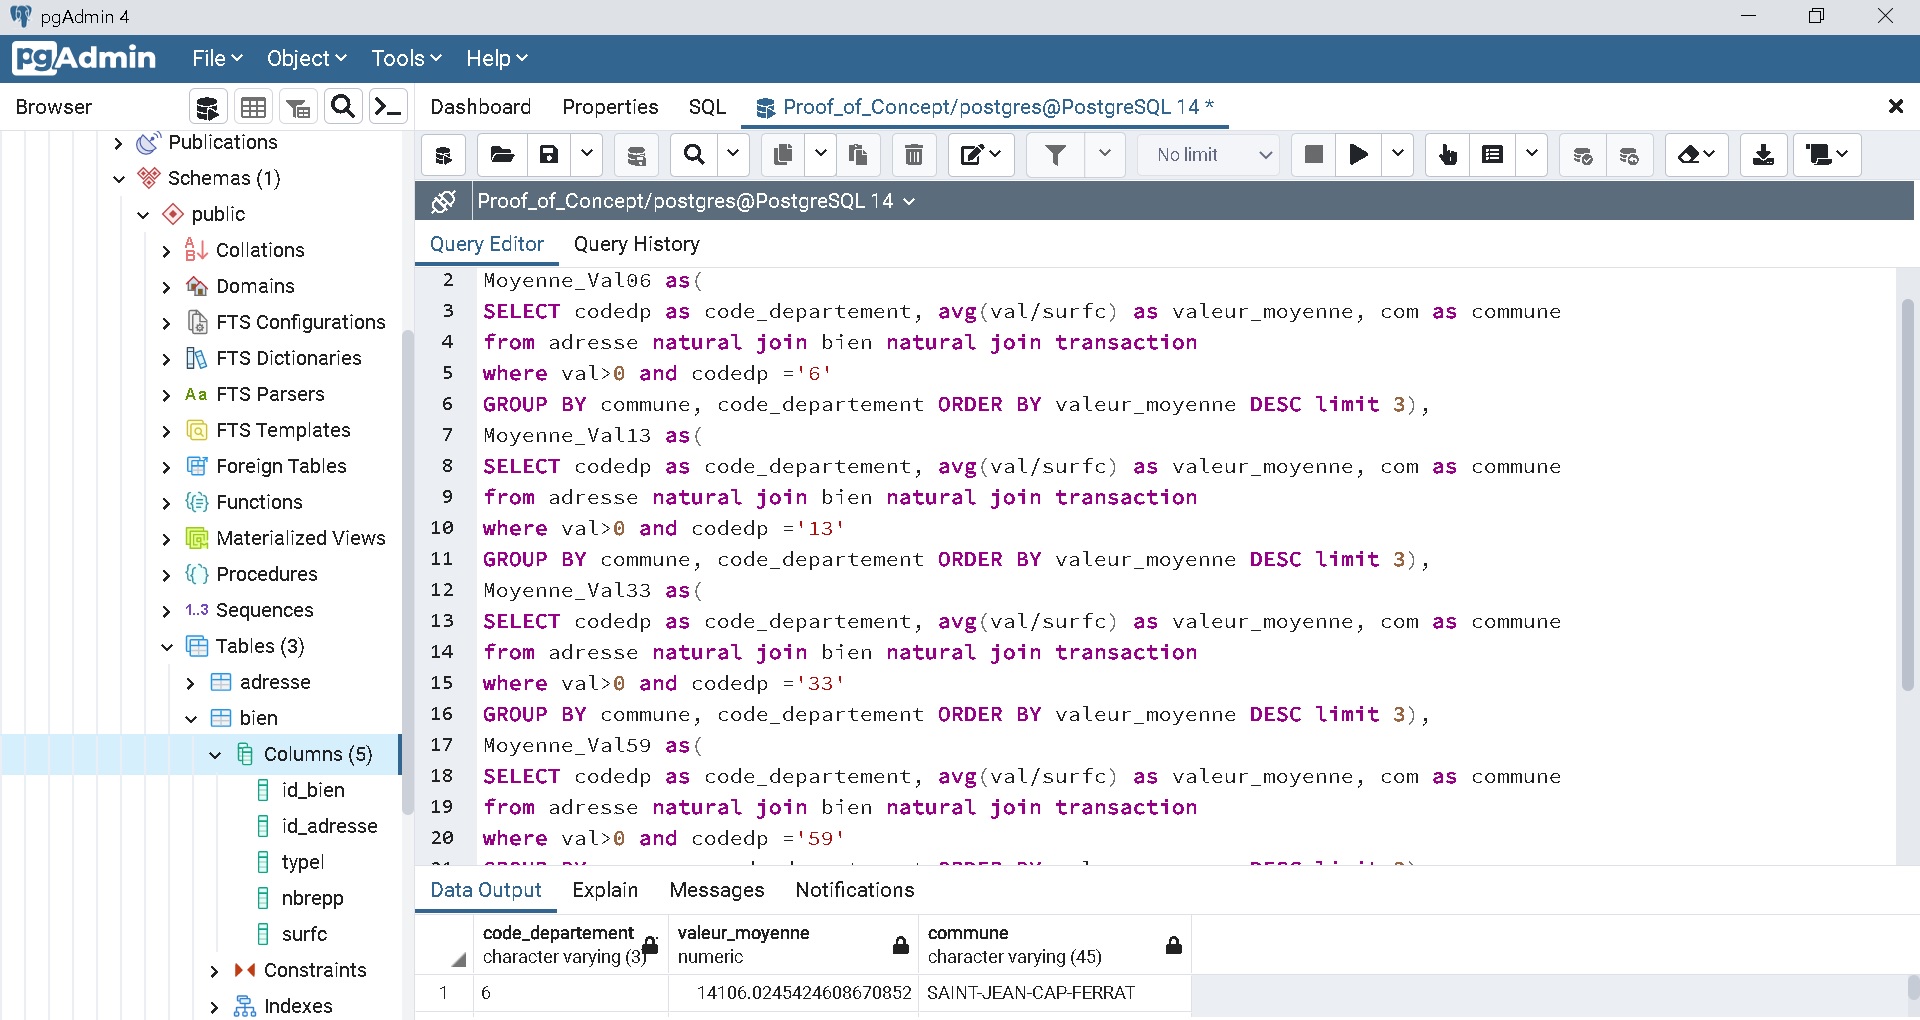 pgAdmin 4
pgAdmin File Object Tools Help
Browser Dashboard Properties SQL Proof_of_Concept/postgres@PostgreSQL 14 *
No limit
Proof_of_Concept/postgres@PostgreSQL 14
Query Editor Query History
Publications
Schemas (1)
public
Collations
Domains
FTS Configurations
FTS Dictionaries
Aa FTS Parsers
FTS Templates
Foreign Tables
Functions
Materialized Views
Procedures
1..3 Sequences
Tables (3)
adresse
bien
Columns (5)
id_bien
id_adresse
typel
nbrepp
surfc
Constraints
Indexes
2 Moyenne_Val06 as(
3 SELECT codedp as code_departement, avg(val/surfc) as valeur_moyenne, com as commune
4 from adresse natural join bien natural join transaction
5 where val>0 and codedp ='6'
6 GROUP BY commune, code_departement ORDER BY valeur_moyenne DESC limit 3),
7 Moyenne_Val13 as(
8 SELECT codedp as code_departement, avg(val/surfc) as valeur_moyenne, com as commune
9 from adresse natural join bien natural join transaction
10 where val>0 and codedp ='13'
11 GROUP BY commune, code_departement ORDER BY valeur_moyenne DESC limit 3),
12 Moyenne_Val33 as(
13 SELECT codedp as code_departement, avg(val/surfc) as valeur_moyenne, com as commune
14 from adresse natural join bien natural join transaction
15 where val>0 and codedp ='33'
16 GROUP BY commune, code_departement ORDER BY valeur_moyenne DESC limit 3),
17 Moyenne_Val59 as(
18 SELECT codedp as code_departement, avg(val/surfc) as valeur_moyenne, com as commune
19 from adresse natural join bien natural join transaction
20 where val>0 and codedp ='59'
Data Output Explain Messages Notifications
code_departement valeur_moyenne commune
character varying (3) numeric character varying (45)
1 6 14106.0245424608670852 SAINT-JEAN-CAP-FERRAT